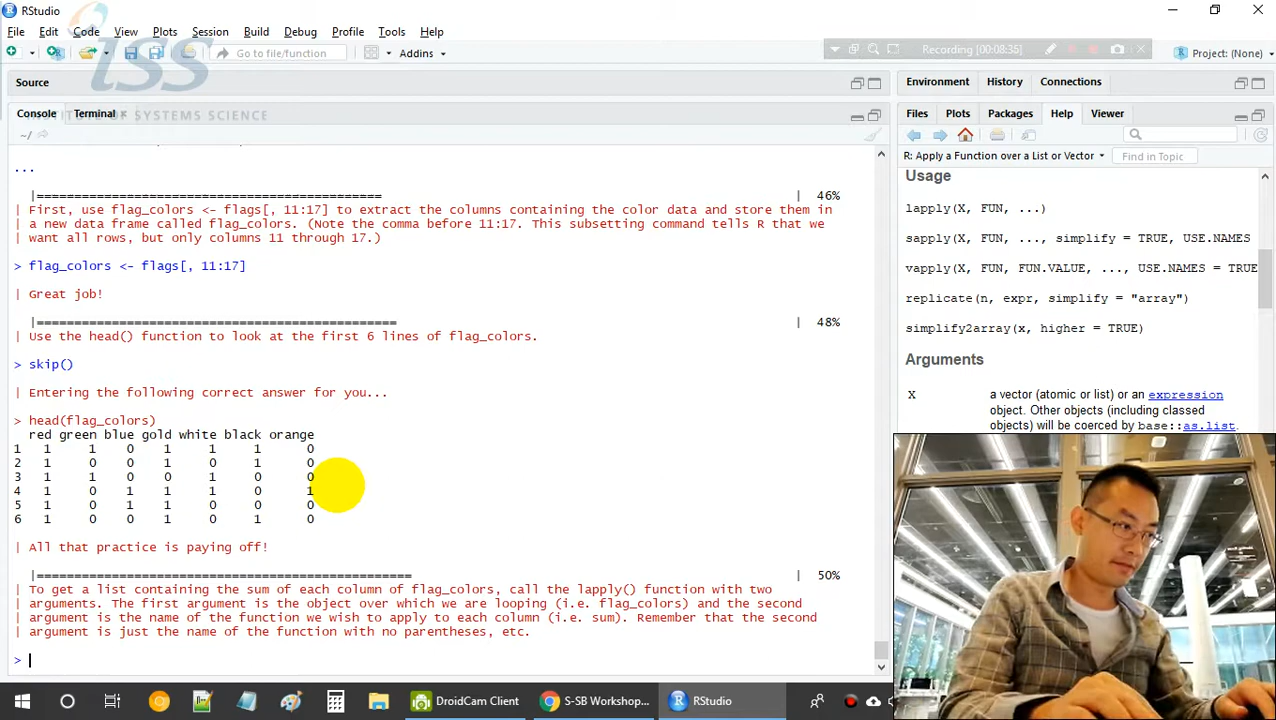 RStudio
File Edit Code View Plots Session Build Debug Profile Tools Help
Go to file/function
Addins
Recording [00:08:35]
Project: (None)
iss
INSTITUTE OF SYSTEMS SCIENCE
Source
Console Terminal
~/
...
|============================================== | 46%
| First, use flag_colors <- flags[, 11:17] to extract the columns containing the color data and store them in
| a new data frame called flag_colors. (Note the comma before 11:17. This subsetting command tells R that we
| want all rows, but only columns 11 through 17.)
> flag_colors <- flags[, 11:17]
| Great job!
|================================================ | 48%
| Use the head() function to look at the first 6 lines of flag_colors.
> skip()
| Entering the following correct answer for you...
> head(flag_colors)
red green blue gold white black orange
1 1 1 0 1 1 1 0
2 1 0 0 1 0 1 0
3 1 1 0 0 1 0 0
4 1 0 1 1 1 0 1
5 1 0 1 1 0 0 0
6 1 0 0 1 0 1 0
| All that practice is paying off!
|================================================== | 50%
| To get a list containing the sum of each column of flag_colors, call the lapply() function with two
| arguments. The first argument is the object over which we are looping (i.e. flag_colors) and the second
| argument is the name of the function we wish to apply to each column (i.e. sum). Remember that the second
| argument is just the name of the function with no parentheses, etc.
>
Environment History Connections
Files Plots Packages Help Viewer
R: Apply a Function over a List or Vector
Find in Topic
Usage
lapply(X, FUN, ...)
sapply(X, FUN, ..., simplify = TRUE, USE.NAMES
vapply(X, FUN, FUN.VALUE, ..., USE.NAMES = TRUE
replicate(n, expr, simplify = "array")
simplify2array(x, higher = TRUE)
Arguments
X a vector (atomic or list) or an expression
object. Other objects (including classed
objects) will be coerced by base::as.list.
DroidCam Client
S-SB Workshop...
RStudio